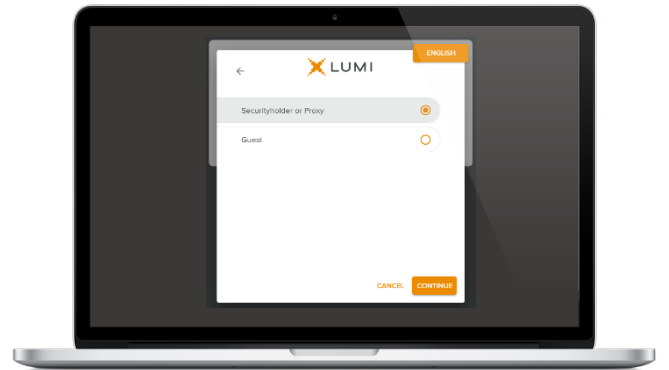 ENGLISH
LUMI
Securityholder or Proxy
Guest
CANCEL
CONTINUE